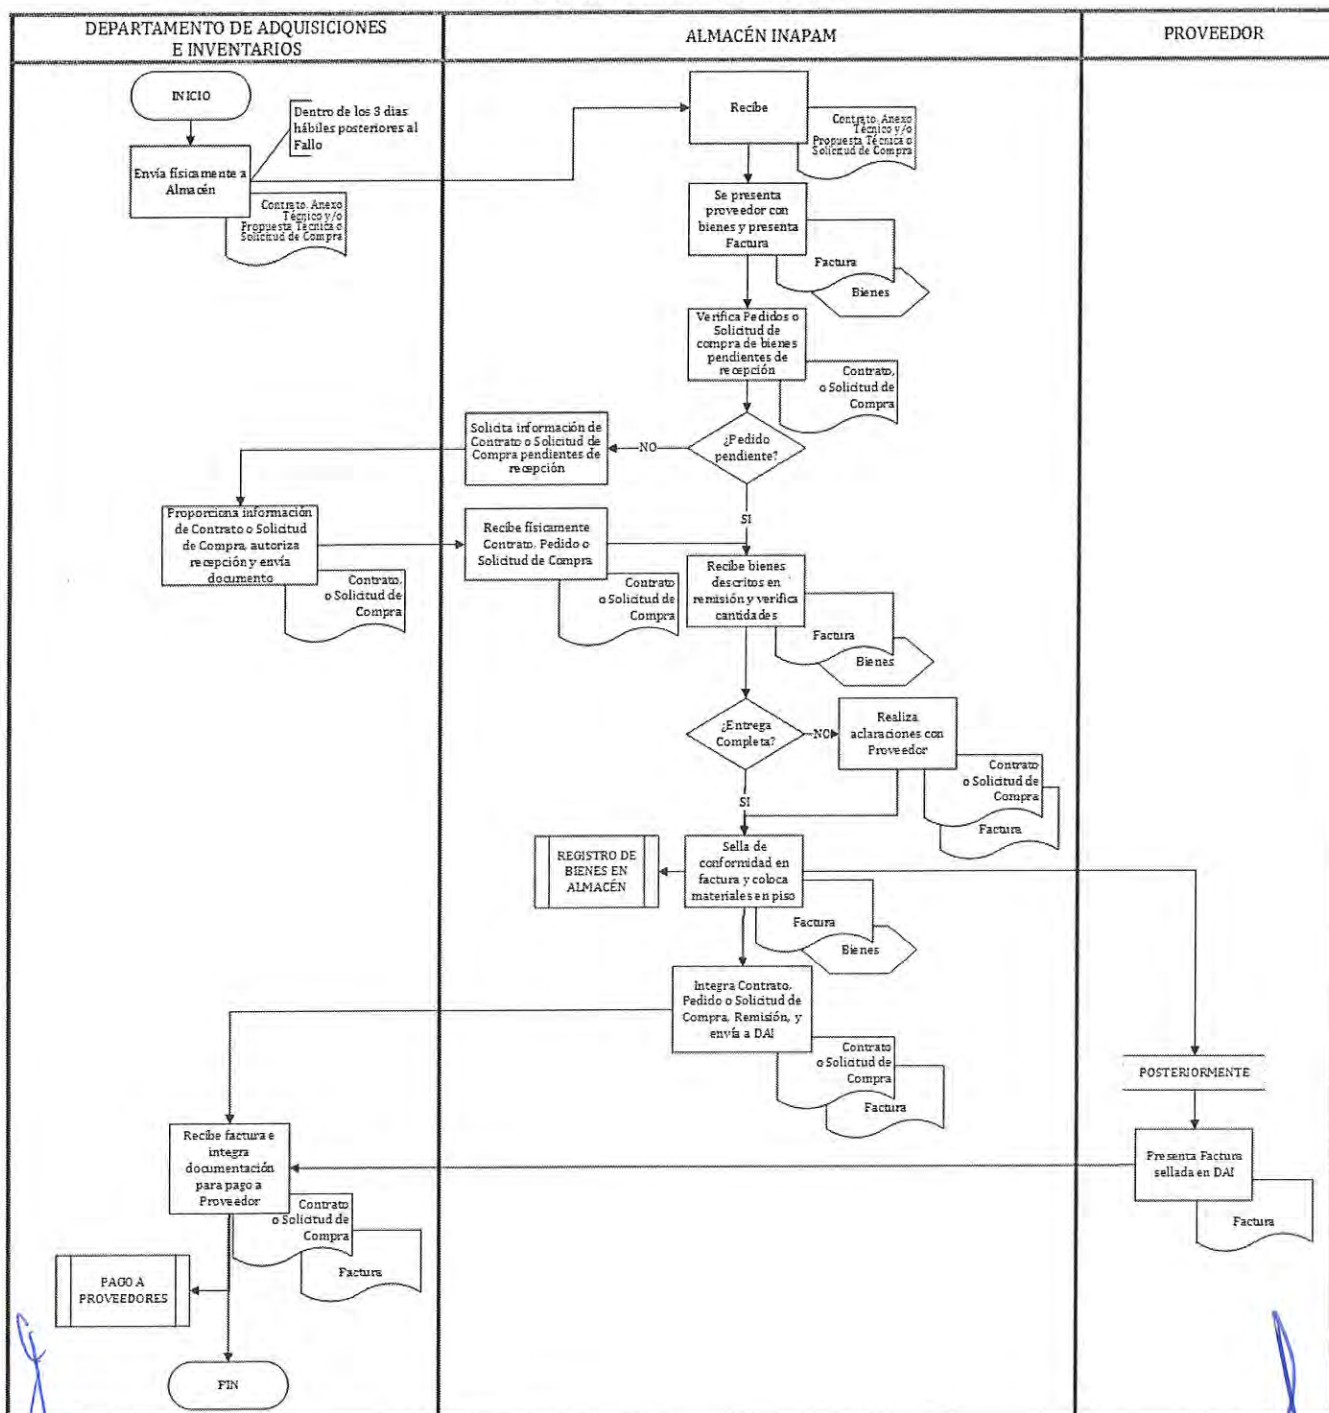 DEPARTAMENTO DE ADQUISICIONES
E INVENTARIOS
ALMACÉN INAPAM
PROVEEDOR
INICIO
Dentro de los 3 dias
hábiles posteriores al
Fallo
Envía físicamente a
Almacén
Contrato, Anexo
Técnico y/o
Propuesta Técnica o
Solicitud de Compra
Recibe
Contrato, Anexo
Técnico y/o
Propuesta Técnica o
Solicitud de Compra
Se presenta
proveedor con
bienes y presenta
Factura
Factura
Bienes
Verifica Pedidos o
Solicitud de
compra de bienes
pendientes de
recepción
Contrato,
o Solicitud de
Compra
¿Pedido
pendiente?
NO
Solicita información de
Contrato o Solicitud de
Compra pendientes de
recepción
Proporciona información
de Contrato o Solicitud
de Compra, autoriza
recepción y envía
documento
Contrato,
o Solicitud de
Compra
Recibe físicamente
Contrato, Pedido o
Solicitud de Compra
Contrato
o Solicitud de
Compra
SI
Recibe bienes
descritos en
remisión y verifica
cantidades
Factura
Bienes
¿Entrega
Completa?
NO
Realiza
aclaraciones con
Proveedor
Contrato
o Solicitud de
Compra
Factura
SI
Sella de
conformidad en
factura y coloca
materiales en piso
REGISTRO DE
BIENES EN
ALMACÉN
Factura
Bienes
Integra Contrato,
Pedido o Solicitud de
Compra, Remisión, y
envía a DAI
Contrato
o Solicitud de
Compra
Factura
POSTERIORMENTE
Presenta Factura
sellada en DAI
Factura
Recibe factura e
integra
documentación
para pago a
Proveedor
Contrato
o Solicitud de
Compra
Factura
PAGO A
PROVEEDORES
FIN